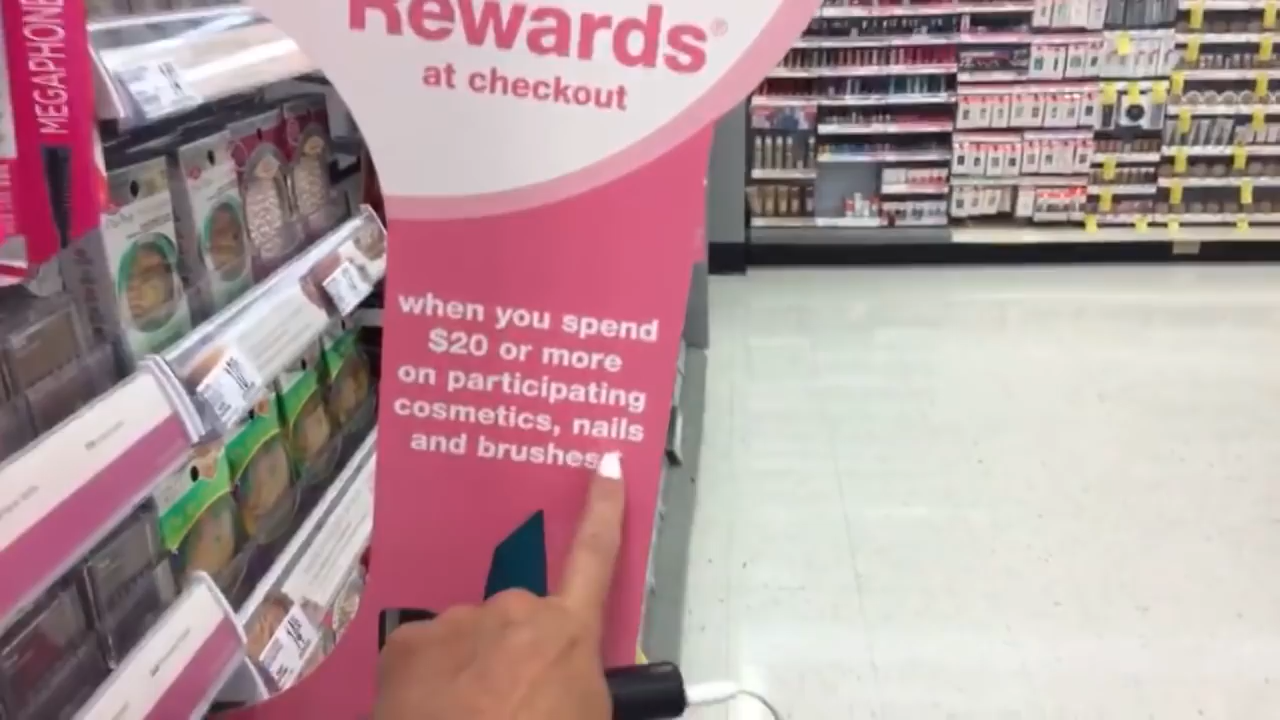 MEGAPHONE
Rewards®
at checkout
when you spend
$20 or more
on participating
cosmetics, nails
and brushes